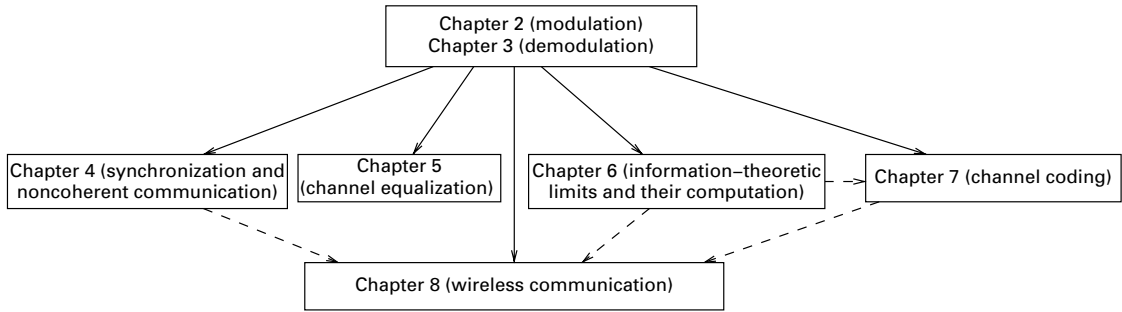 Chapter 2 (modulation)
Chapter 3 (demodulation)
Chapter 4 (synchronization and
noncoherent communication)
Chapter 5
(channel equalization)
Chapter 6 (information–theoretic
limits and their computation)
Chapter 7 (channel coding)
Chapter 8 (wireless communication)